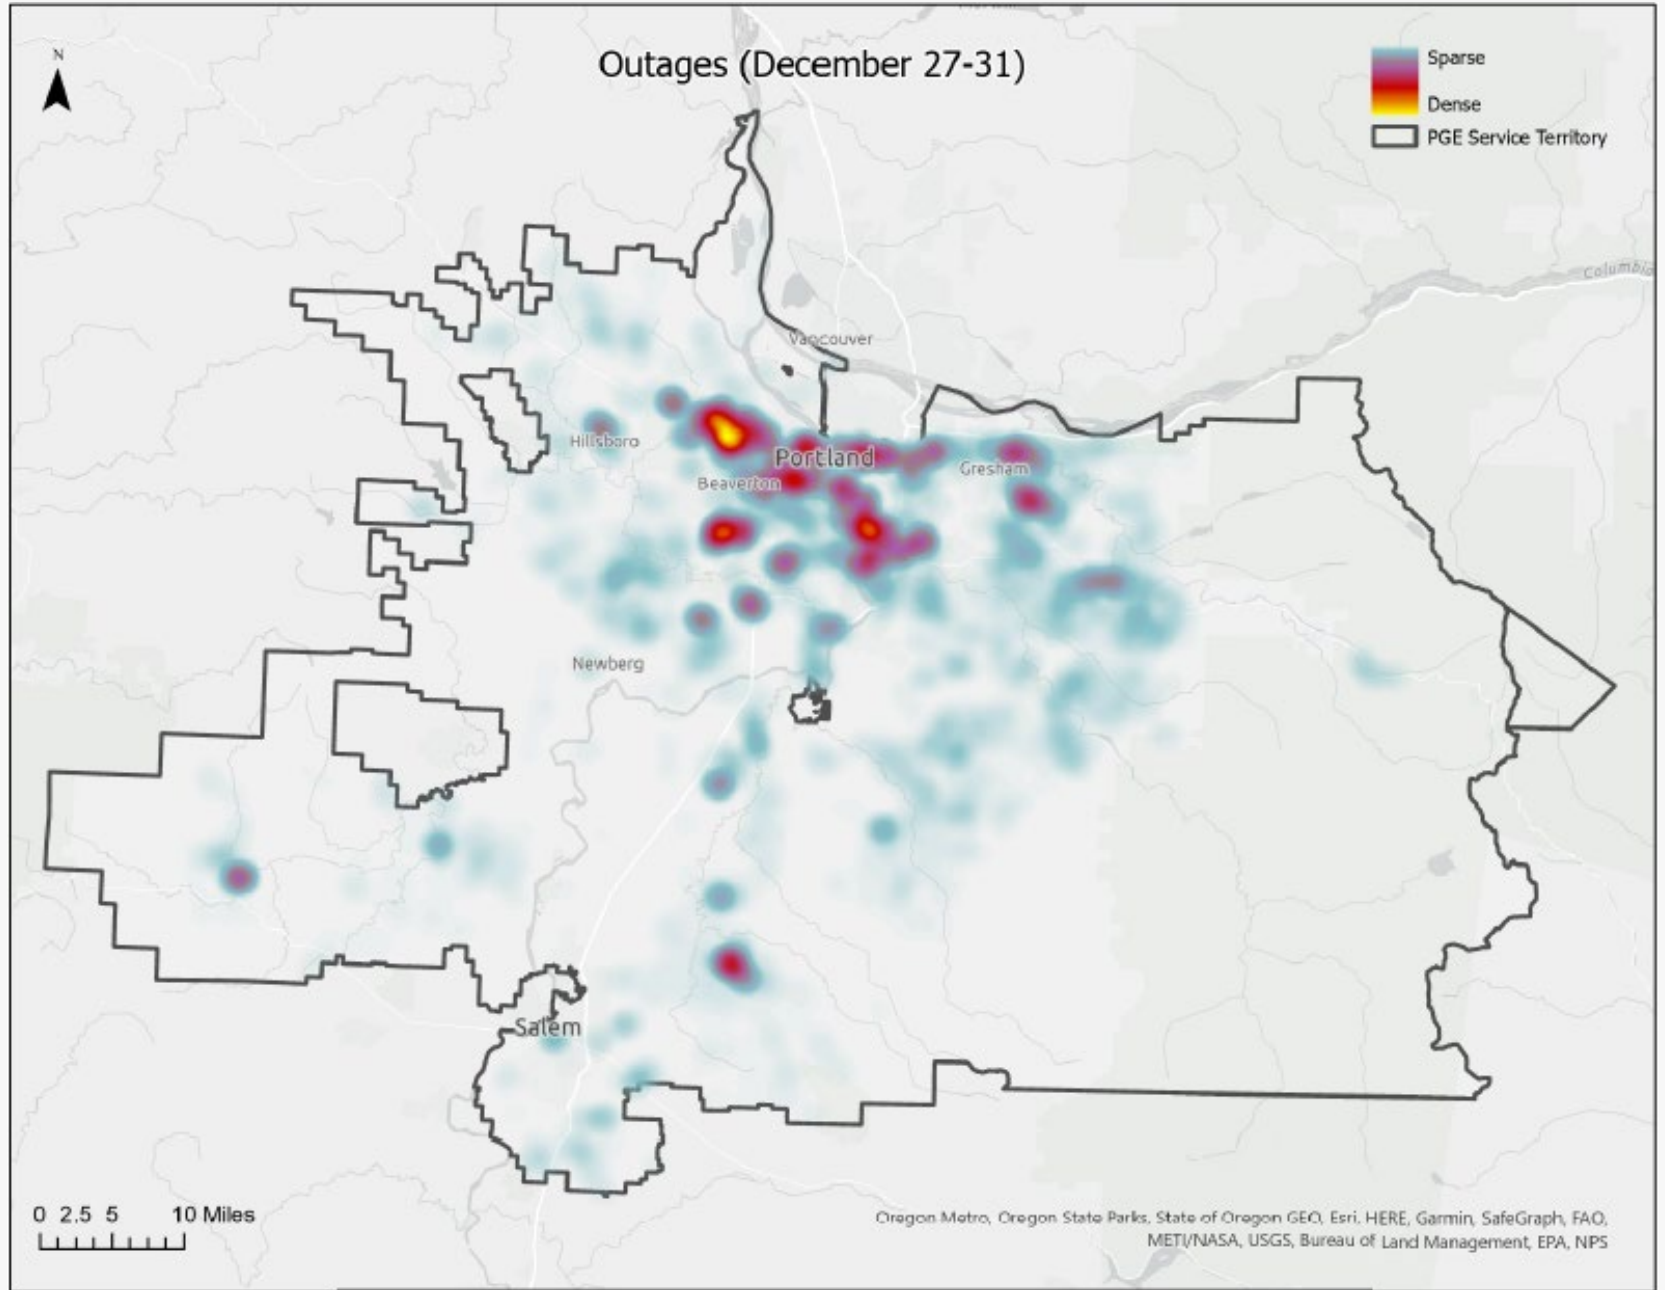 N
Outages (December 27-31)
Sparse
Dense
PGE Service Territory
Columbia
Vancouver
Hillsboro
Portland
Gresham
Beaverton
Newberg
Salem
0 2.5 5 10 Miles
Oregon Metro, Oregon State Parks, State of Oregon GEO, Esri, HERE, Garmin, SafeGraph, FAO,
METI/NASA, USGS, Bureau of Land Management, EPA, NPS